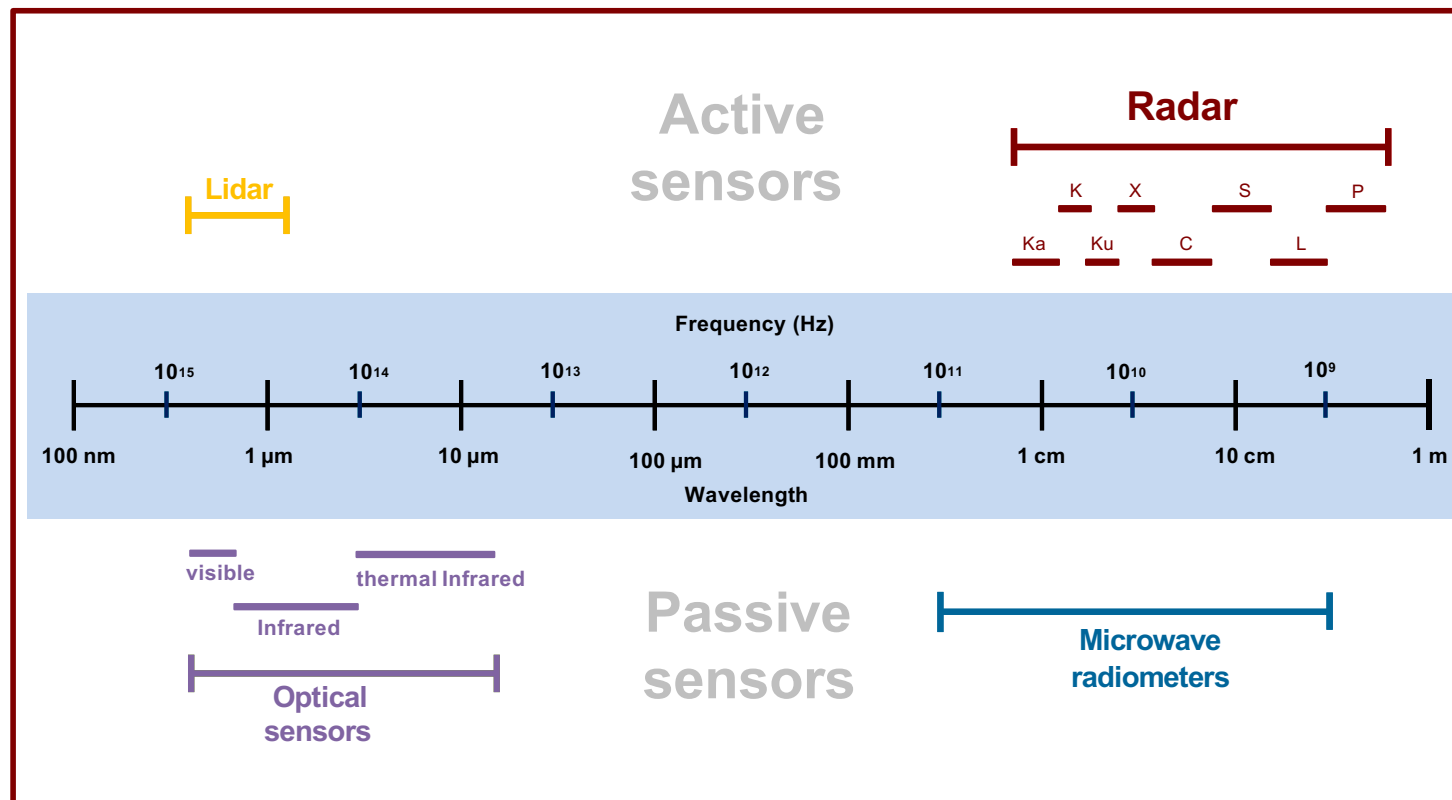 Active
sensors
Radar
Lidar
K X S P
Ka Ku C L
Frequency (Hz)
10¹⁵ 10¹⁴ 10¹³ 10¹² 10¹¹ 10¹⁰ 10⁹
100 nm 1 µm 10 µm 100 µm 100 mm 1 cm 10 cm 1 m
Wavelength
visible
thermal Infrared
Infrared
Passive
sensors
Optical
sensors
Microwave
radiometers